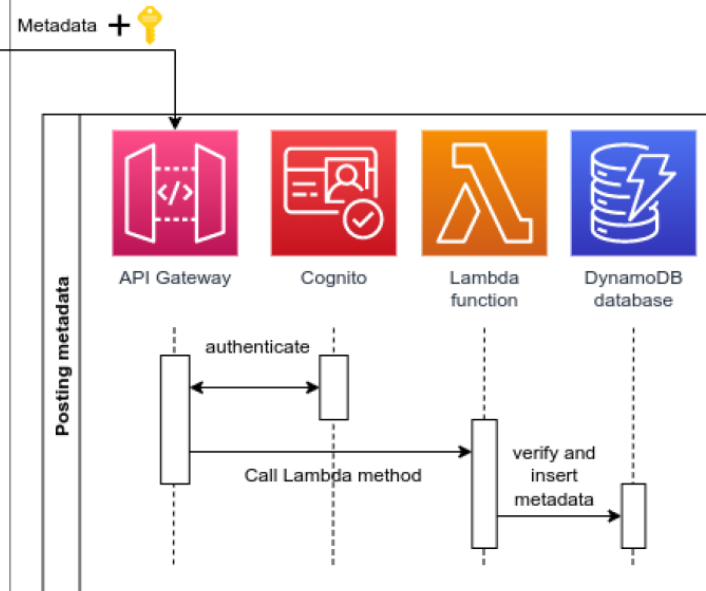 Metadata +
</>
API Gateway
Cognito
Lambda
function
DynamoDB
database
Posting metadata
authenticate
Call Lambda method
verify and
insert
metadata